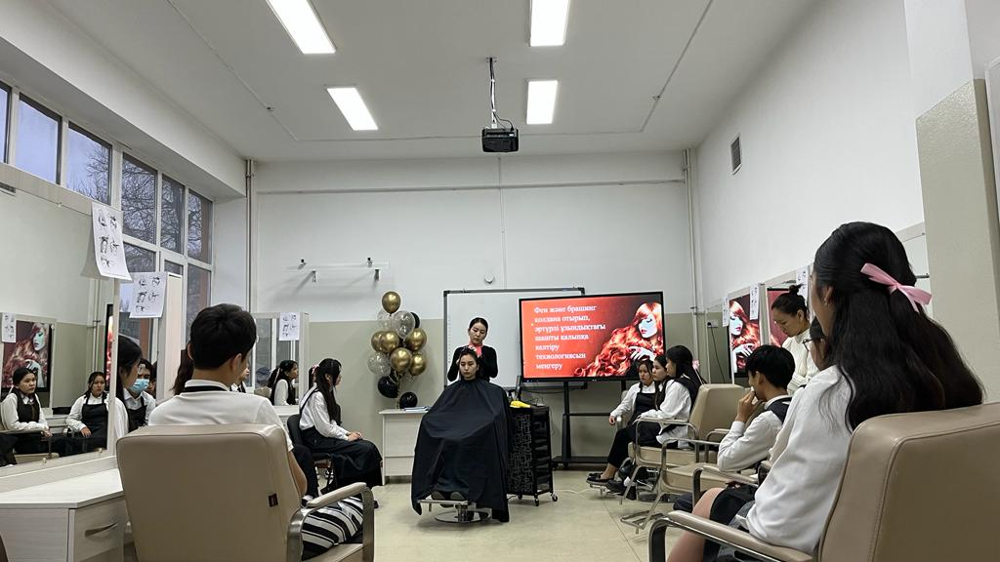 Фен және брашинг
қолдана отырып,
әртүрлі ұзындықтағы
шашты қалыпқа
келтіру
технологиясын
меңгеру